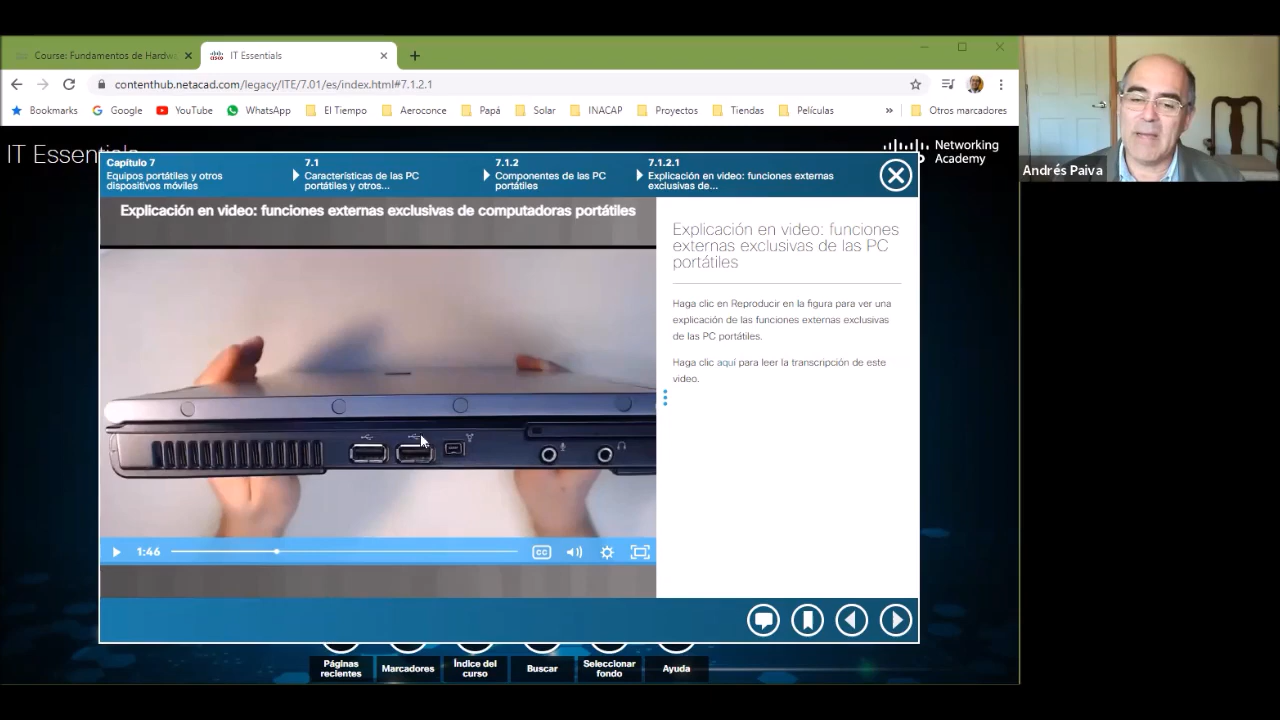 Course: Fundamentos de Hardw
IT Essentials
contenthub.netacad.com/legacy/ITE/7.01/es/index.html#7.1.2.1
Bookmarks
Google
YouTube
WhatsApp
El Tiempo
Aeroconce
Papá
Solar
INACAP
Proyectos
Tiendas
Películas
»
Otros marcadores
IT Essentials
Networking
Academy
Andrés Paiva
Capítulo 7
Equipos portátiles y otros
dispositivos móviles
7.1
Características de las PC
portátiles y otros...
7.1.2
Componentes de las PC
portátiles
7.1.2.1
Explicación en video: funciones
exclusivas de...
Explicación en video: funciones externas exclusivas de computadoras portátiles
Explicación en video: funciones
externas exclusivas de las PC
portátiles
Haga clic en Reproducir en la figura para ver una
explicación de las funciones externas exclusivas
de las PC portátiles.
Haga clic aquí para leer la transcripción de este
video.
1:46
CC
Páginas
recientes
Marcadores
Índice del
curso
Buscar
Seleccionar
fondo
Ayuda